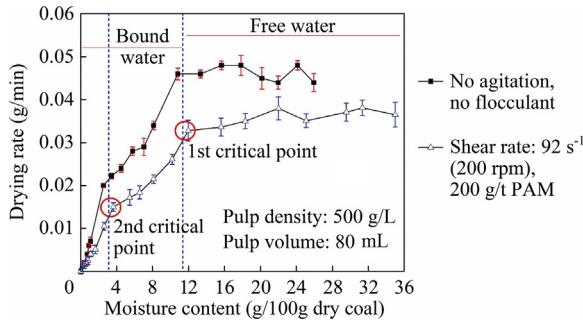 0.06
0.05
0.04
0.03
0.02
0.01
0
4
8
12
16
20
24
28
32
36
Drying rate (g/min)
Moisture content (g/100g dry coal)
Bound
water
Free water
1st critical point
2nd critical
point
Pulp density: 500 g/L
Pulp volume: 80 mL
No agitation,
no flocculant
Shear rate: 92 s⁻¹
(200 rpm),
200 g/t PAM